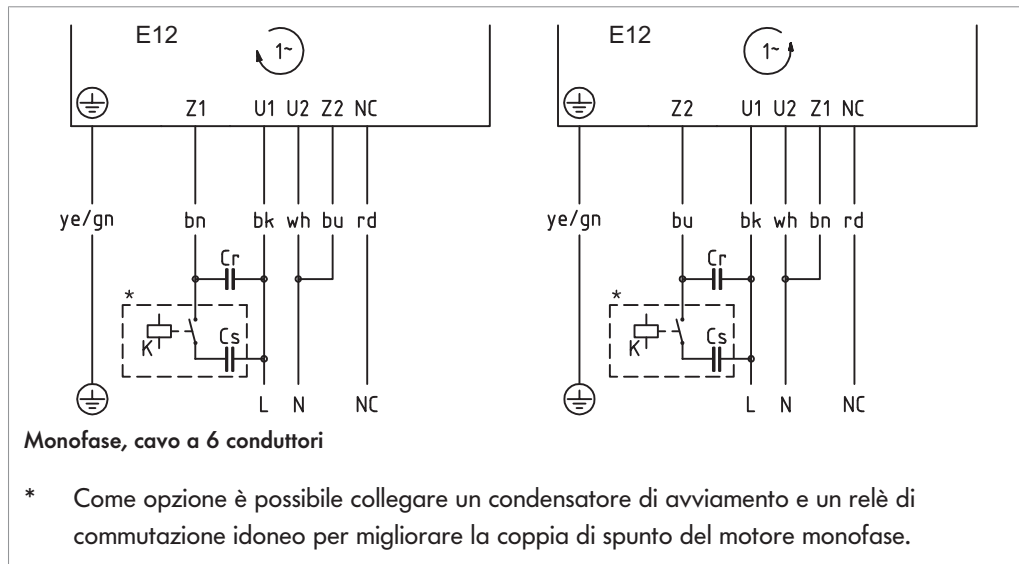 E12 1~ E12 1~
Z1 U1 U2 Z2 NC Z2 U1 U2 Z1 NC
ye/gn bn bk wh bu rd ye/gn bu bk wh bn rd
Cr Cr
* *
K Cs K Cs
L N NC L N NC
Monofase, cavo a 6 conduttori
* Come opzione è possibile collegare un condensatore di avviamento e un relè di
commutazione idoneo per migliorare la coppia di spunto del motore monofase.